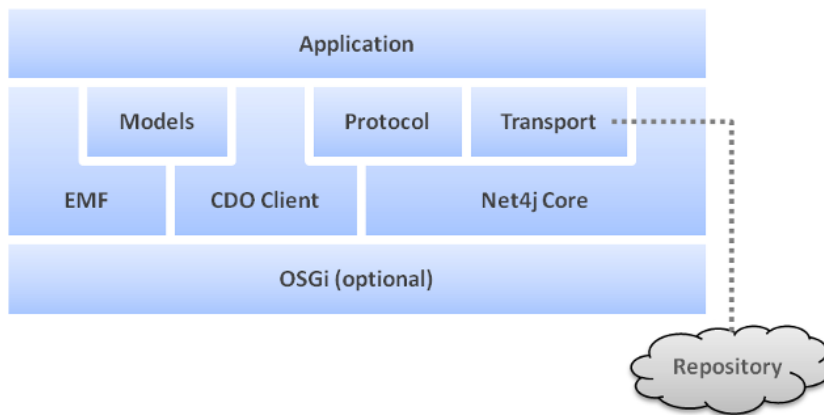 Application
Models
Protocol
Transport
EMF
CDO Client
Net4j Core
OSGi (optional)
Repository